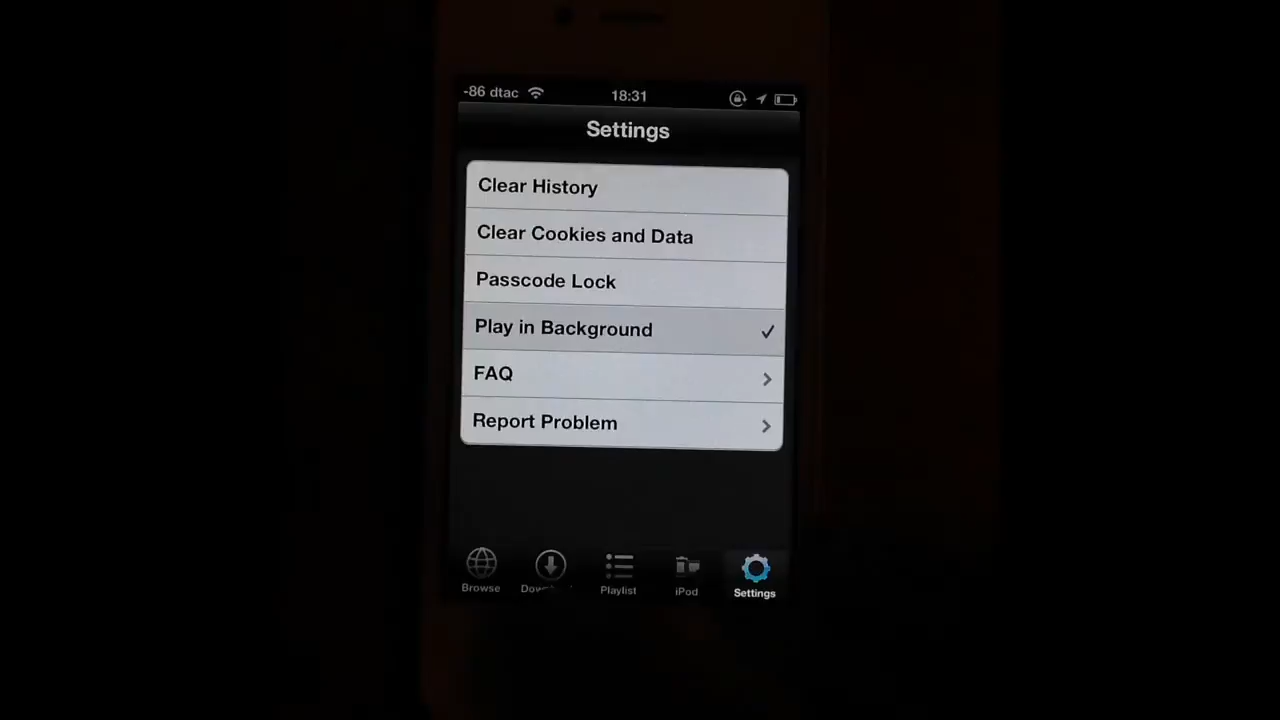 -86 dtac 18:31
Settings
Clear History
Clear Cookies and Data
Passcode Lock
Play in Background
FAQ
Report Problem
Browse Playlist iPod Settings